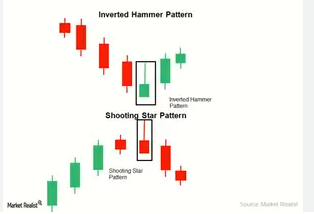 Inverted Hammer Pattern
Inverted Hammer
Pattern
Shooting Star Pattern
Shooting Star
Pattern
Market Realist
Source: Market Realist